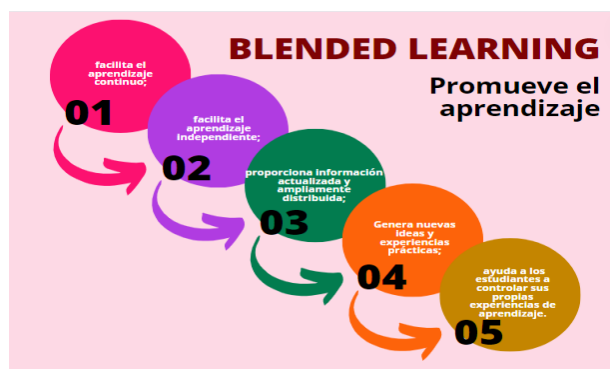 BLENDED LEARNING
Promueve el
aprendizaje
facilita el
aprendizaje
continuo;
01
facilita el
aprendizaje
independiente;
02
proporciona información
actualizada y
ampliamente
distribuida;
03
Genera nuevas
ideas y
experiencias
prácticas;
04
ayuda a los
estudiantes a
controlar sus
propias
experiencias de
aprendizaje.
05